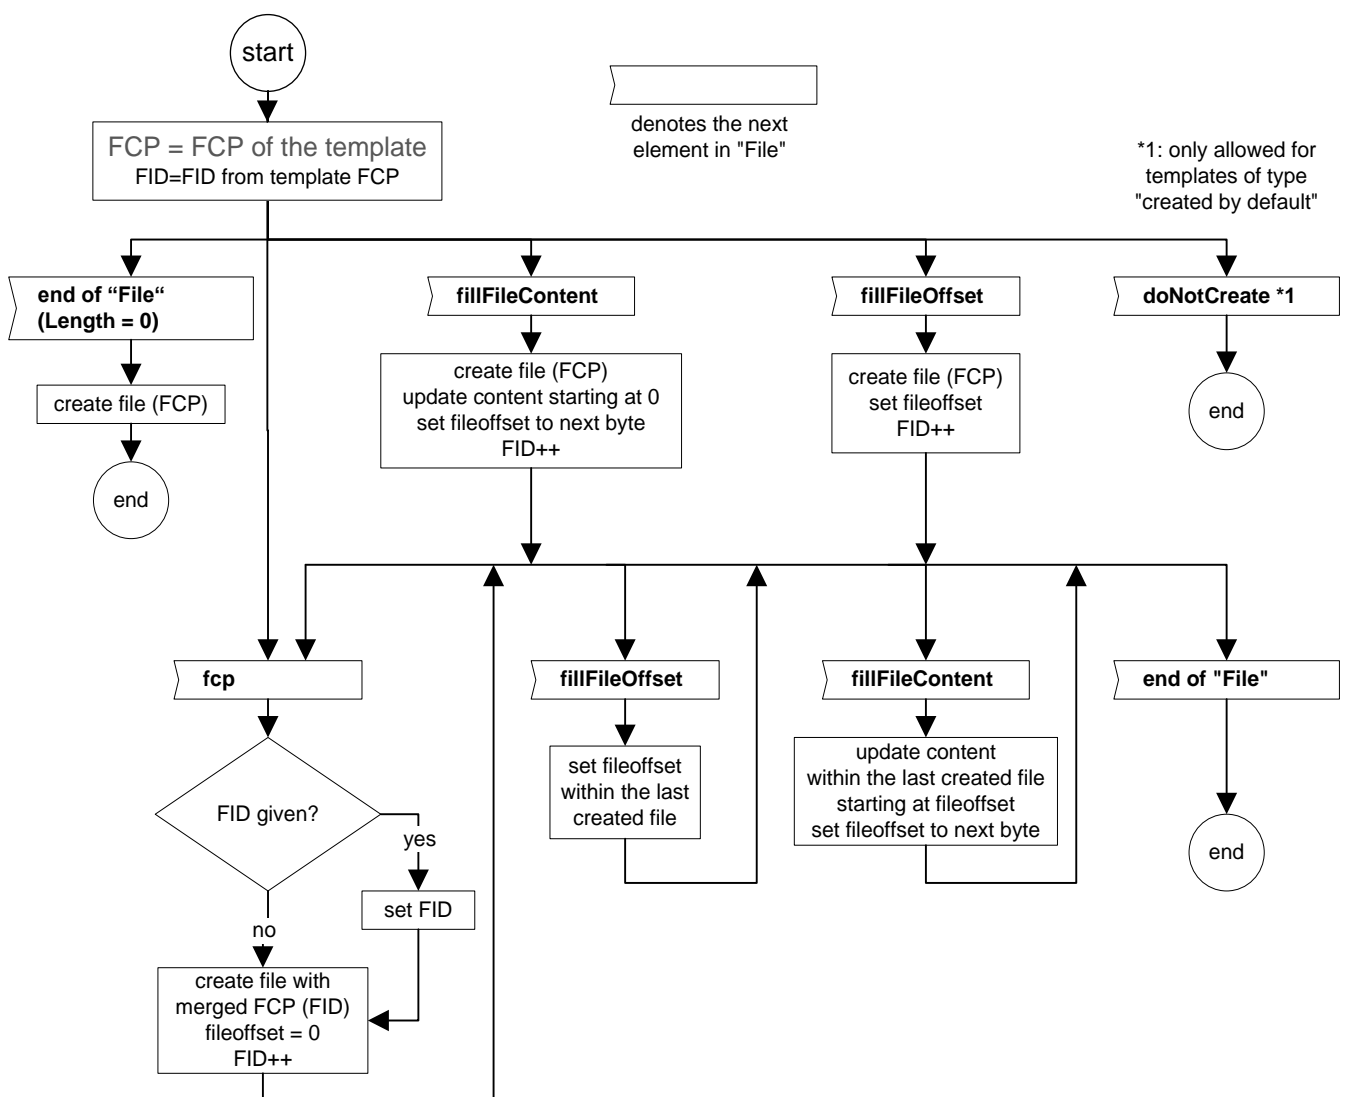 start
FCP = FCP of the template
FID=FID from template FCP
denotes the next
element in "File"
*1: only allowed for
templates of type
"created by default"
end of “File“
(Length = 0)
fillFileContent
fillFileOffset
doNotCreate *1
create file (FCP)
end
create file (FCP)
update content starting at 0
set fileoffset to next byte
FID++
create file (FCP)
set fileoffset
FID++
end
fcp
fillFileOffset
fillFileContent
end of "File"
FID given?
yes
set FID
no
create file with
merged FCP (FID)
fileoffset = 0
FID++
set fileoffset
within the last
created file
update content
within the last created file
starting at fileoffset
set fileoffset to next byte
end